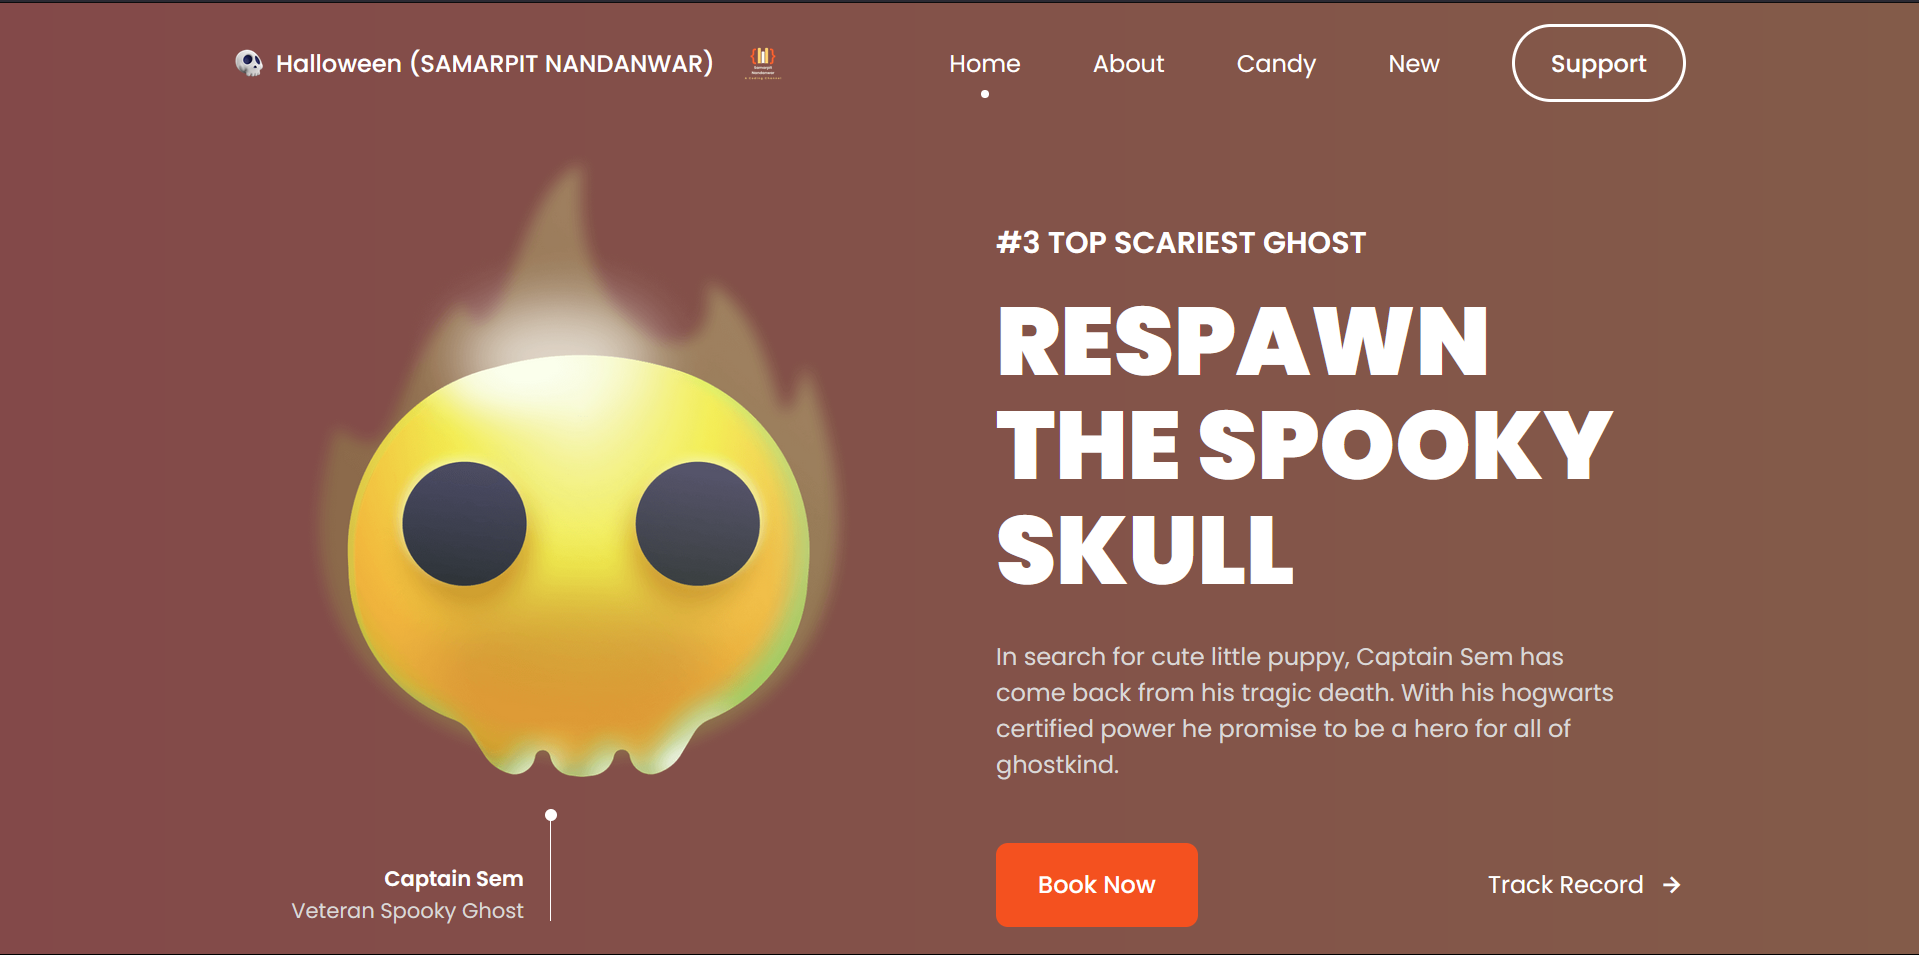 Halloween (SAMARPIT NANDANWAR)
Samarpit
Nandanwar
Home
About
Candy
New
Support
#3 TOP SCARIEST GHOST
RESPAWN
THE SPOOKY
SKULL
In search for cute little puppy, Captain Sem has
come back from his tragic death. With his hogwarts
certified power he promise to be a hero for all of
ghostkind.
Book Now
Track Record
Captain Sem
Veteran Spooky Ghost